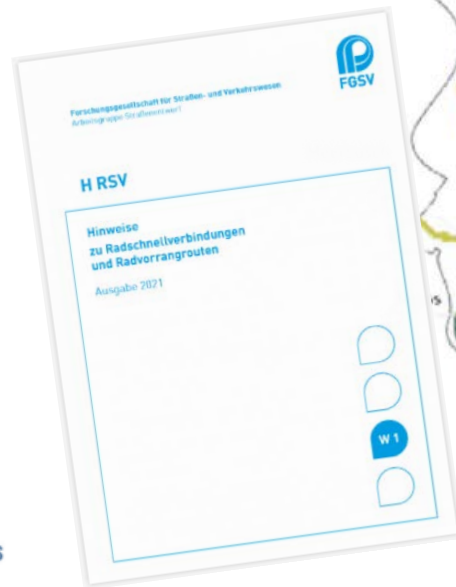 FGSV
Forschungsgesellschaft für Straßen- und Verkehrswesen
Arbeitsgruppe Straßenentwurf
H RSV
Hinweise
zu Radschnellverbindungen
und Radvorrangrouten
Ausgabe 2021
W 1
s
s